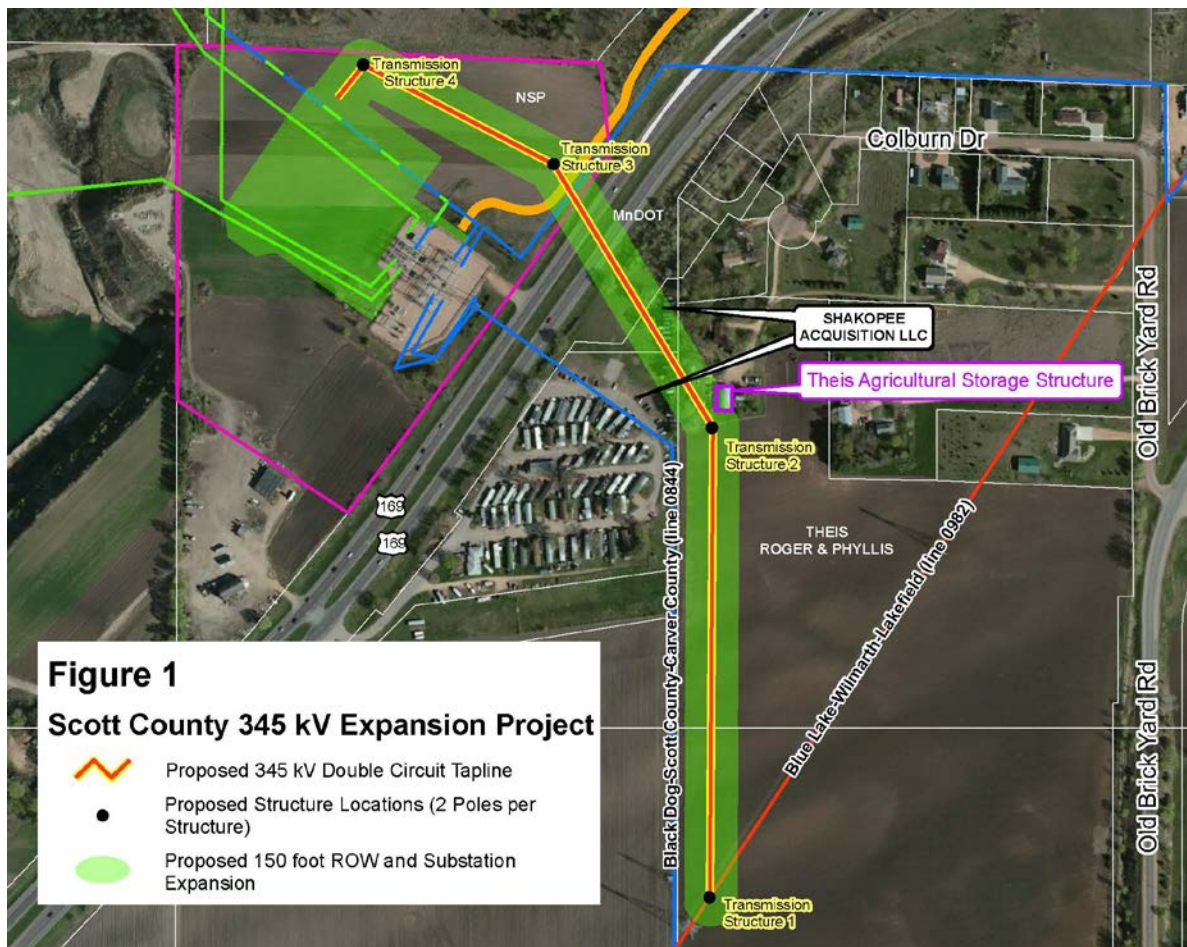 Transmission
Structure 4
NSP
Transmission
Structure 3
Colburn Dr
MnDOT
SHAKOPEE
ACQUISITION LLC
Theis Agricultural Storage Structure
Old Brick Yard Rd
Transmission
Structure 2
169
169
THEIS
ROGER & PHYLLIS
Black Dog-Scott County-Carver County (line 0844)
Blue Lake-Wilmarth-Lakefield (line 0982)
Old Brick Yard Rd
Transmission
Structure 1
Figure 1
Scott County 345 kV Expansion Project
Proposed 345 kV Double Circuit Tapline
Proposed Structure Locations (2 Poles per
Structure)
Proposed 150 foot ROW and Substation
Expansion